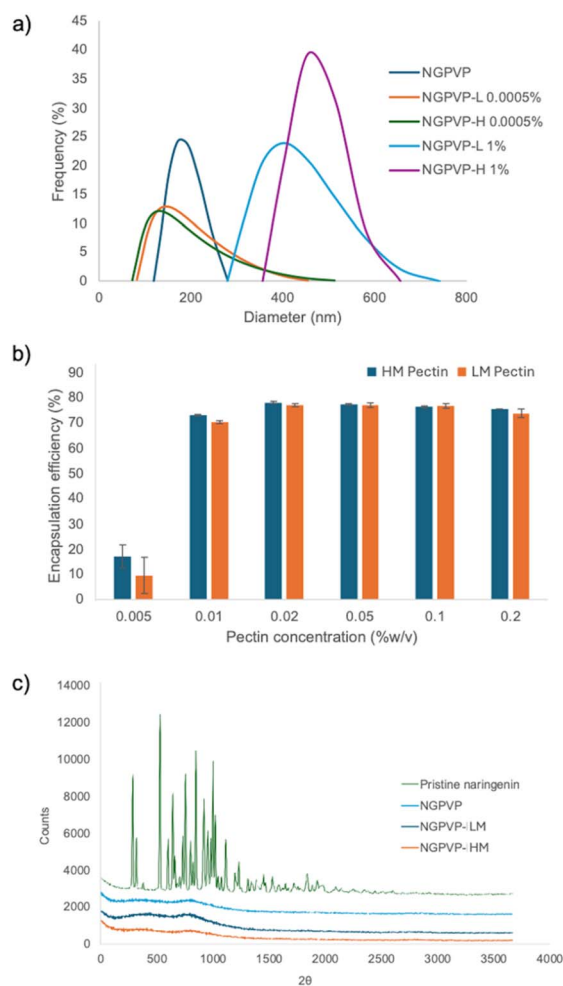 a)
45
40
35
30
25
20
15
10
5
0
Frequency (%)
NGPVP
NGPVP-L 0.0005%
NGPVP-H 0.0005%
NGPVP-L 1%
NGPVP-H 1%
0 200 400 600 800
Diameter (nm)
b)
90
80
70
60
50
40
30
20
10
0
Encapsulation efficiency (%)
HM Pectin LM Pectin
0.005 0.01 0.02 0.05 0.1 0.2
Pectin concentration (%w/v)
c)
14000
12000
10000
8000
6000
4000
2000
0
Counts
Pristine naringenin
NGPVP
NGPVP-LM
NGPVP-HM
0 500 1000 1500 2000 2500 3000 3500 4000
2θ